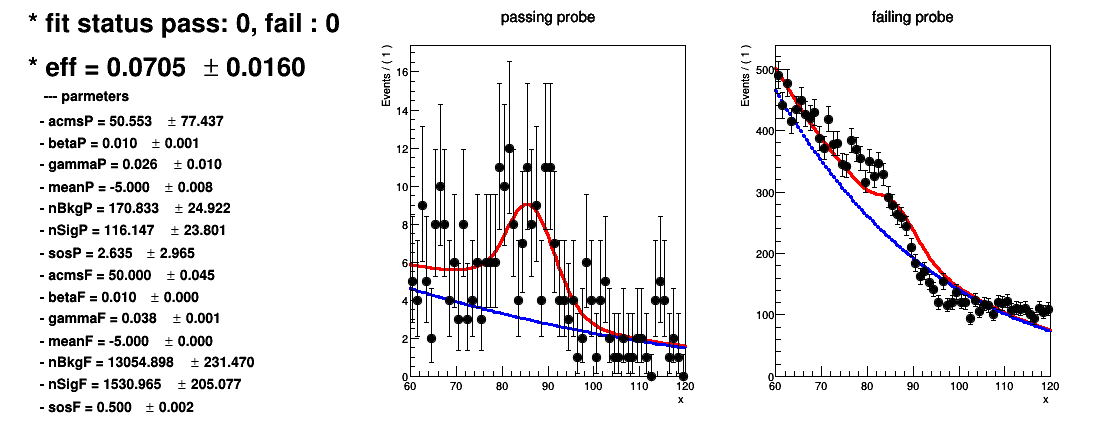 * fit status pass: 0, fail : 0
* eff = 0.0705 ± 0.0160
--- parmeters
- acmsP = 50.553 ± 77.437
- betaP = 0.010 ± 0.001
- gammaP = 0.026 ± 0.010
- meanP = -5.000 ± 0.008
- nBkgP = 170.833 ± 24.922
- nSigP = 116.147 ± 23.801
- sosP = 2.635 ± 2.965
- acmsF = 50.000 ± 0.045
- betaF = 0.010 ± 0.000
- gammaF = 0.038 ± 0.001
- meanF = -5.000 ± 0.000
- nBkgF = 13054.898 ± 231.470
- nSigF = 1530.965 ± 205.077
- sosF = 0.500 ± 0.002
passing probe
Events / ( 1 )
16
14
12
10
8
6
4
2
0
60 70 80 90 100 110 120
x
failing probe
Events / ( 1 )
500
400
300
200
100
0
60 70 80 90 100 110 120
x